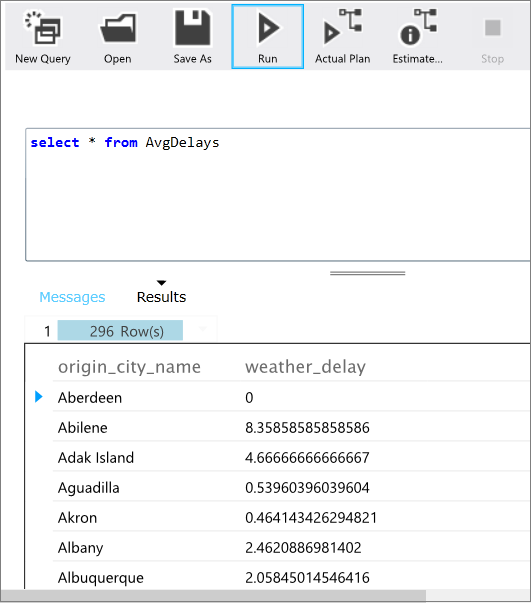 New Query Open Save As Run Actual Plan Estimate... Stop
select * from AvgDelays
Messages Results
1 296 Row(s)
origin_city_name weather_delay
Aberdeen 0
Abilene 8.35858585858586
Adak Island 4.66666666666667
Aguadilla 0.53960396039604
Akron 0.464143426294821
Albany 2.4620886981402
Albuquerque 2.05845014546416